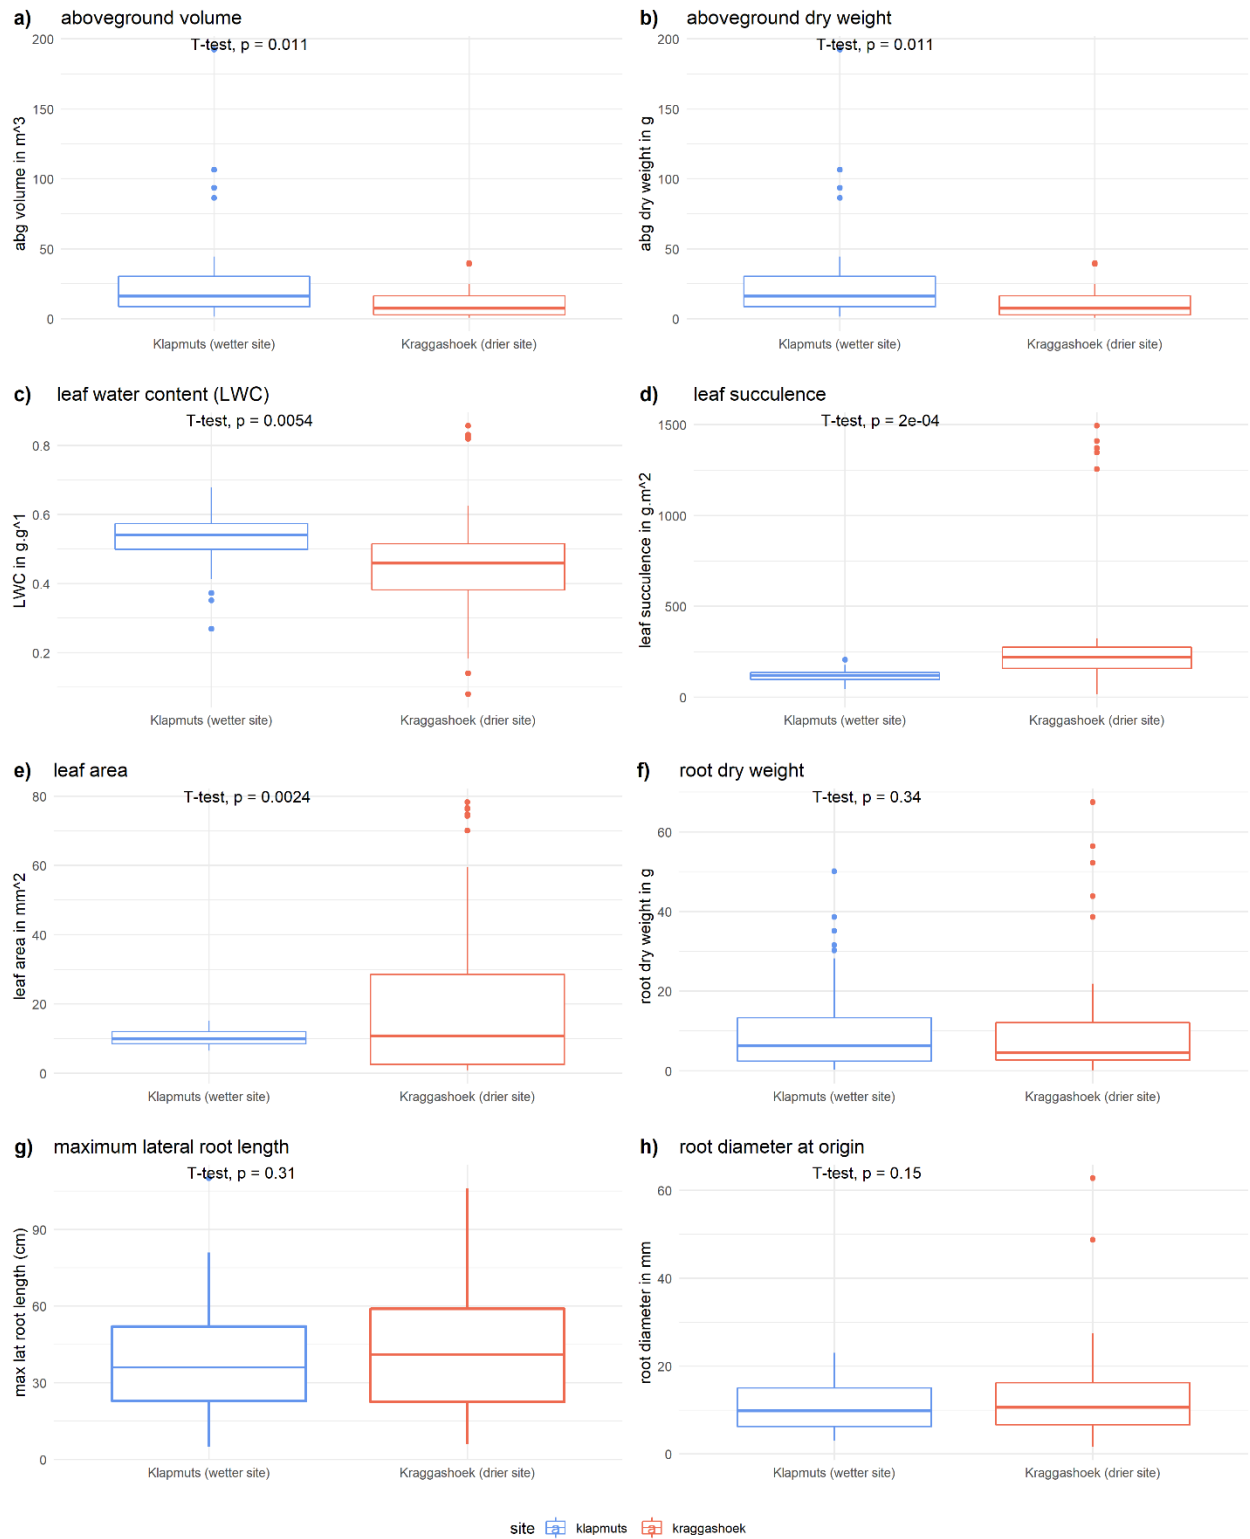 a) aboveground volume
T-test, p = 0.011
abg volume in m^3
200
150
100
50
0
Klapmuts (wetter site) Kraggashoek (drier site)
b) aboveground dry weight
T-test, p = 0.011
abg dry weight in g
200
150
100
50
0
Klapmuts (wetter site) Kraggashoek (drier site)
c) leaf water content (LWC)
T-test, p = 0.0054
LWC in g.g^1
0.8
0.6
0.4
0.2
Klapmuts (wetter site) Kraggashoek (drier site)
d) leaf succulence
T-test, p = 2e-04
leaf succulence in g.m^2
1500
1000
500
0
Klapmuts (wetter site) Kraggashoek (drier site)
e) leaf area
T-test, p = 0.0024
leaf area in mm^2
80
60
40
20
0
Klapmuts (wetter site) Kraggashoek (drier site)
f) root dry weight
T-test, p = 0.34
root dry weight in g
60
40
20
0
Klapmuts (wetter site) Kraggashoek (drier site)
g) maximum lateral root length
T-test, p = 0.31
max lat root length (cm)
90
60
30
0
Klapmuts (wetter site) Kraggashoek (drier site)
h) root diameter at origin
T-test, p = 0.15
root diameter in mm
60
40
20
0
Klapmuts (wetter site) Kraggashoek (drier site)
site a klapmuts a kraggashoek